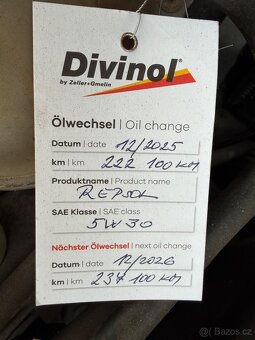 Divinol®
by Zeller+Gmelin
Ölwechsel | Oil change
Datum | date 12/2025
km | km 222 100 KM
Produktname | Product name
REPSOL
SAE Klasse | SAE class
5W30
Nächster Ölwechsel | next oil change
Datum | date 12/2026
km | km 234 100 KM
Bazoš.cz